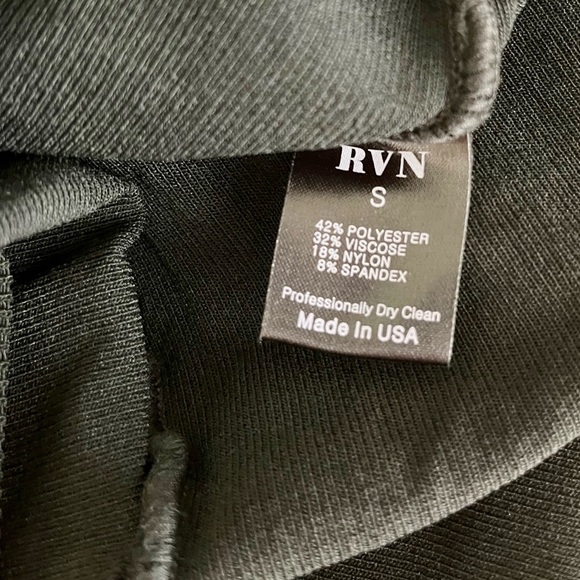 RVN
S
42% POLYESTER
32% VISCOSE
18% NYLON
8% SPANDEX
Professionally Dry Clean
Made In USA